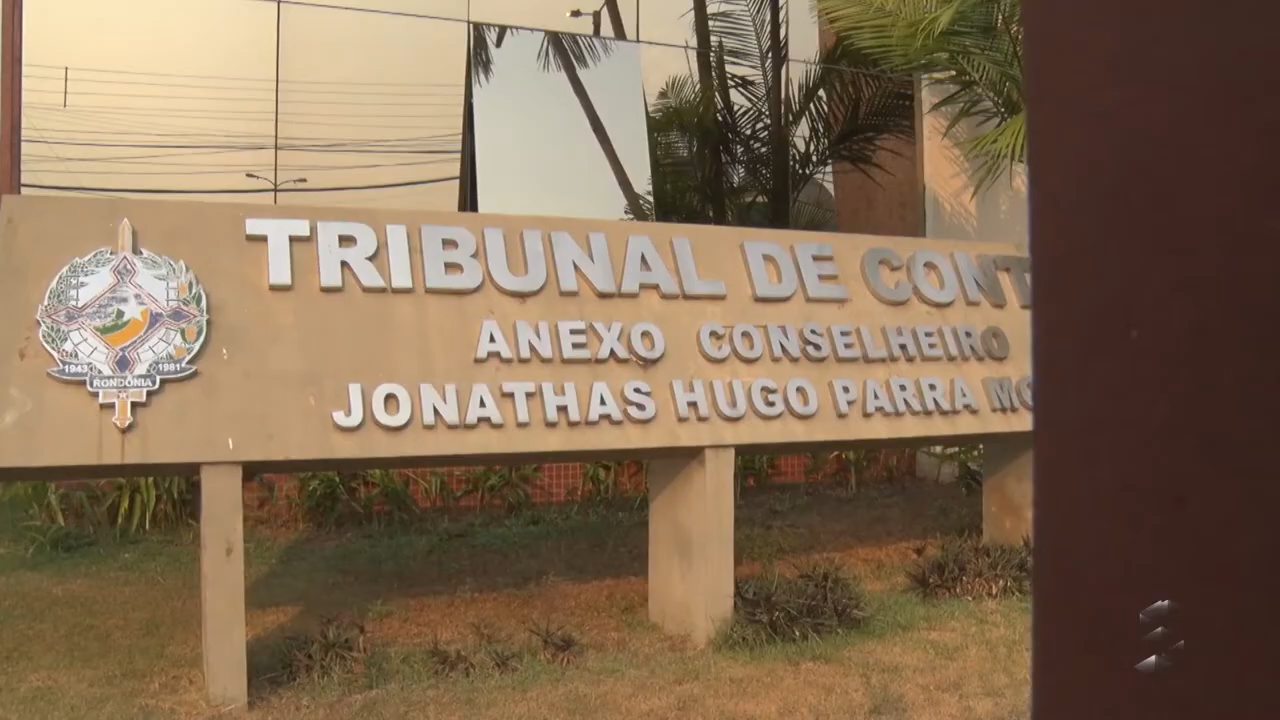 TRIBUNAL DE CONT
ANEXO CONSELHEIRO
JONATHAS HUGO PARRA MO
1943 1981
RONDÔNIA